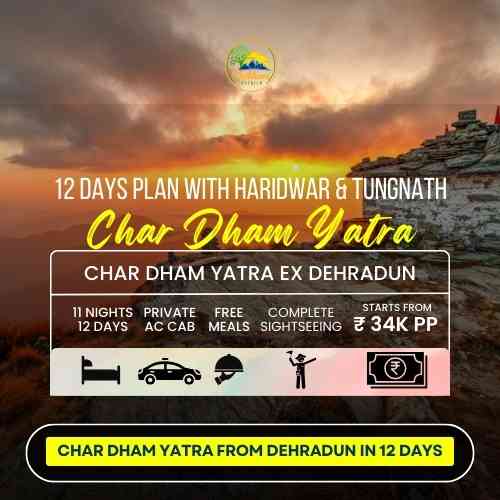 12 DAYS PLAN WITH HARIDWAR & TUNGNATH
Char Dham Yatra
CHAR DHAM YATRA EX DEHRADUN
11 NIGHTS
12 DAYS
PRIVATE
AC CAB
FREE
MEALS
COMPLETE
SIGHTSEEING
STARTS FROM
₹ 34K PP
₹
CHAR DHAM YATRA FROM DEHRADUN IN 12 DAYS